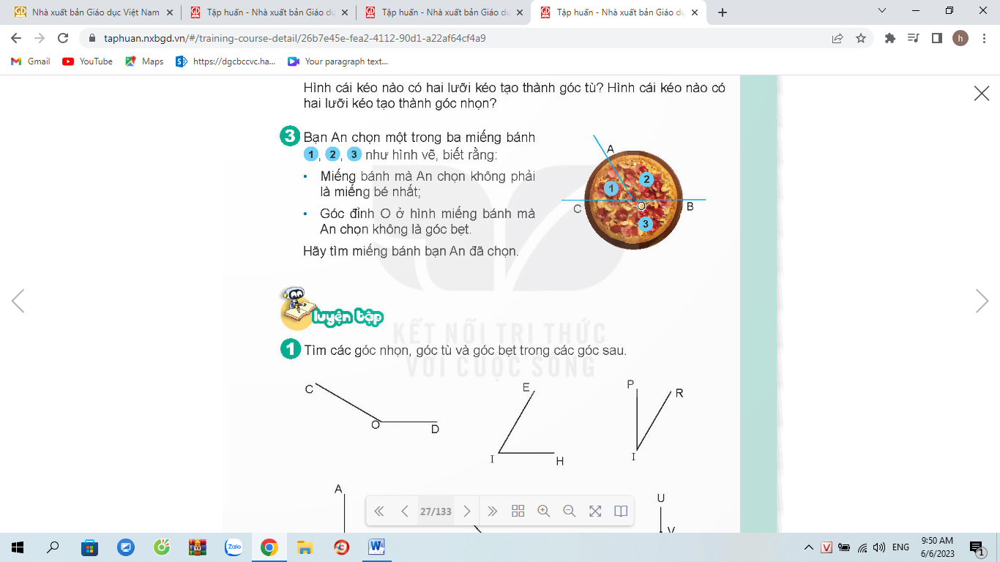 Nhà xuất bản Giáo dục Việt Nam
Tập huấn - Nhà xuất bản Giáo dụ
Tập huấn - Nhà xuất bản Giáo dụ
Tập huấn - Nhà xuất bản Giáo dụ
taphuan.nxbgd.vn/#/training-course-detail/26b7e45e-fea2-4112-90d1-a22af64cf4a9
h
Gmail
YouTube
Maps
https://dgcbccvc.ha...
Your paragraph text...
Hình cái kéo nào có hai lưỡi kéo tạo thành góc tù? Hình cái kéo nào có
hai lưỡi kéo tạo thành góc nhọn?
3 Bạn An chọn một trong ba miếng bánh
1, 2, 3 như hình vẽ, biết rằng:
• Miếng bánh mà An chọn không phải
là miếng bé nhất;
• Góc đỉnh O ở hình miếng bánh mà
An chọn không là góc bẹt.
Hãy tìm miếng bánh bạn An đã chọn.
A
1
2
C
O
B
3
luyện tập
KẾT NỐI TRI THỨC
VỚI CUỘC SỐNG
1 Tìm các góc nhọn, góc tù và góc bẹt trong các góc sau.
C
O
D
E
I
H
P
R
I
A
U
V
27/133
Zalo
V
ENG
9:50 AM
6/6/2023
1